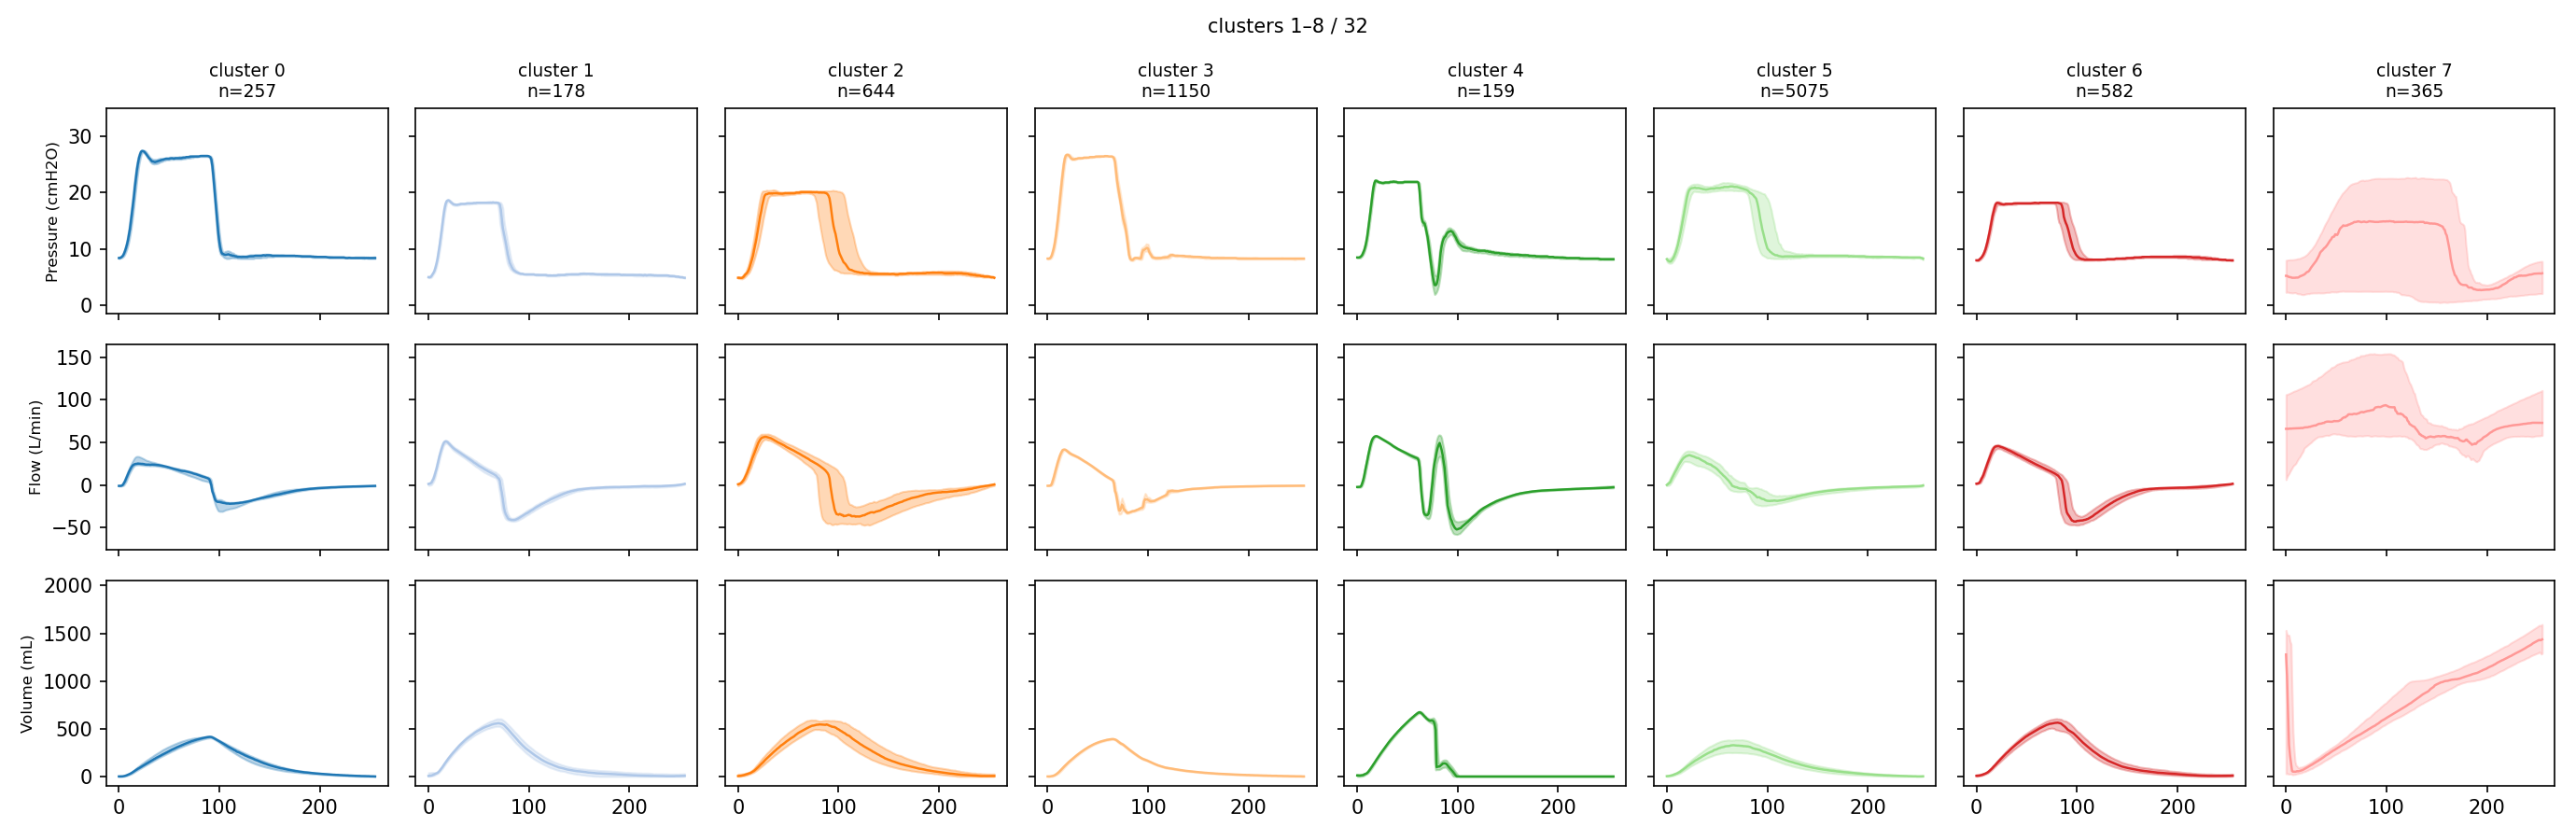 clusters 1–8 / 32
cluster 0
n=257
cluster 1
n=178
cluster 2
n=644
cluster 3
n=1150
cluster 4
n=159
cluster 5
n=5075
cluster 6
n=582
cluster 7
n=365
Pressure (cmH2O)
30
20
10
0
Flow (L/min)
150
100
50
0
−50
Volume (mL)
2000
1500
1000
500
0
0 100 200
0 100 200
0 100 200
0 100 200
0 100 200
0 100 200
0 100 200
0 100 200